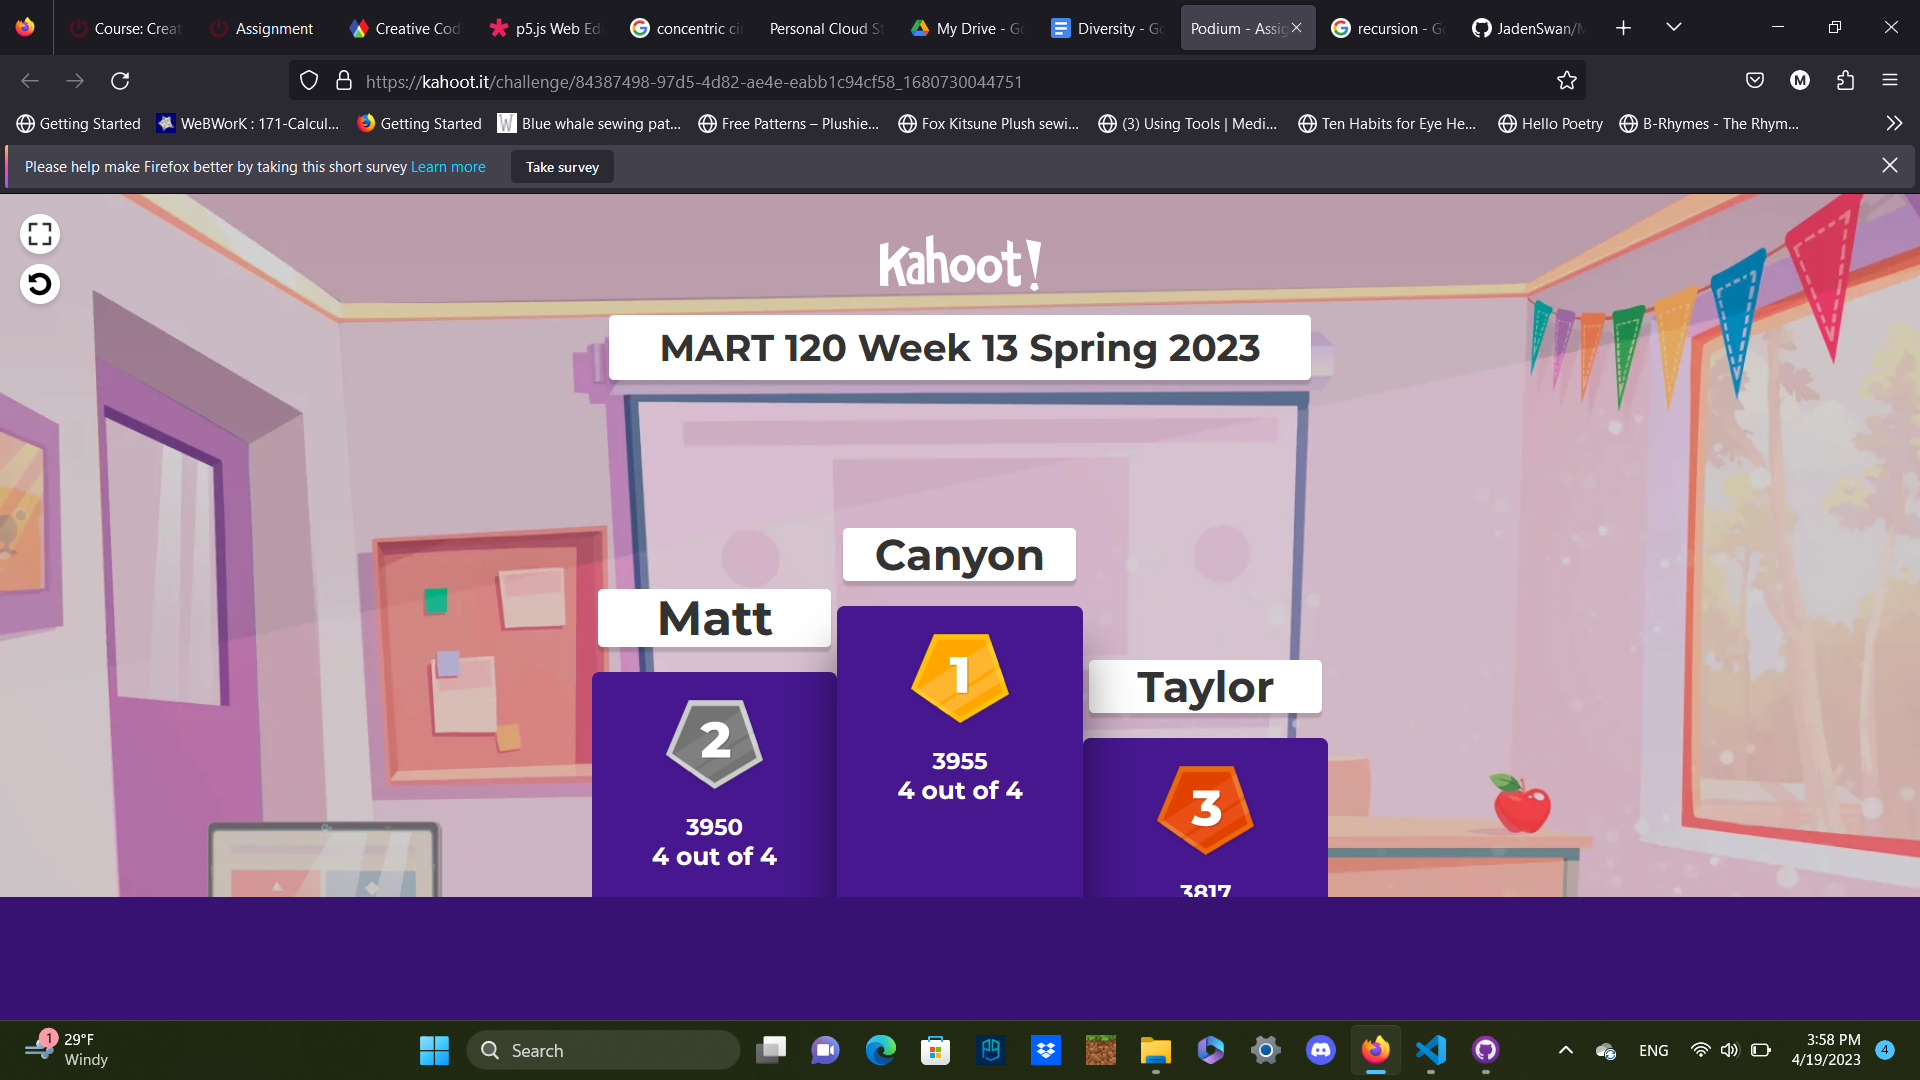 Course: Creat
Assignment
Creative Cod
p5.js Web Ed
concentric ci
Personal Cloud St
My Drive - Go
Diversity - Go
Podium - Assig
recursion - Go
JadenSwan/M
https://kahoot.it/challenge/84387498-97d5-4d82-ae4e-eabb1c94cf58_1680730044751
M
Getting Started
WeBWorK : 171-Calcul...
Getting Started
W
Blue whale sewing pat...
Free Patterns – Plushie...
Fox Kitsune Plush sewi...
(3) Using Tools | Medi...
Ten Habits for Eye He...
Hello Poetry
B-Rhymes - The Rhym...
Please help make Firefox better by taking this short survey Learn more
Take survey
Kahoot!
MART 120 Week 13 Spring 2023
Canyon
Matt
Taylor
1
2
3955
4 out of 4
3
3950
4 out of 4
3817
1
29°F
Windy
Search
ENG
3:58 PM
4/19/2023
4